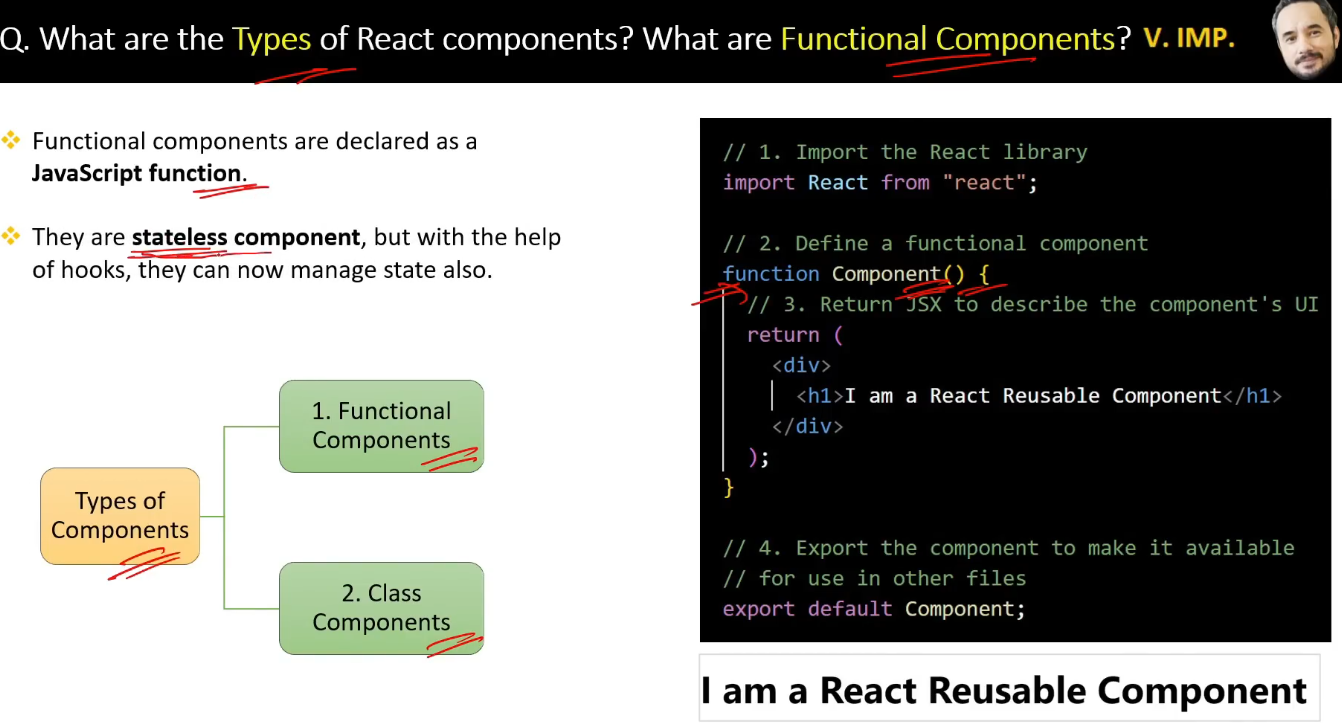 Q. What are the Types of React components? What are Functional Components? V. IMP.
Functional components are declared as a
JavaScript function.
They are stateless component, but with the help
of hooks, they can now manage state also.
Types of
Components
1. Functional
Components
2. Class
Components
// 1. Import the React library
import React from "react";
// 2. Define a functional component
function Component() {
// 3. Return JSX to describe the component's UI
return (
<div>
<h1>I am a React Reusable Component</h1>
</div>
);
}
// 4. Export the component to make it available
// for use in other files
export default Component;
I am a React Reusable Component